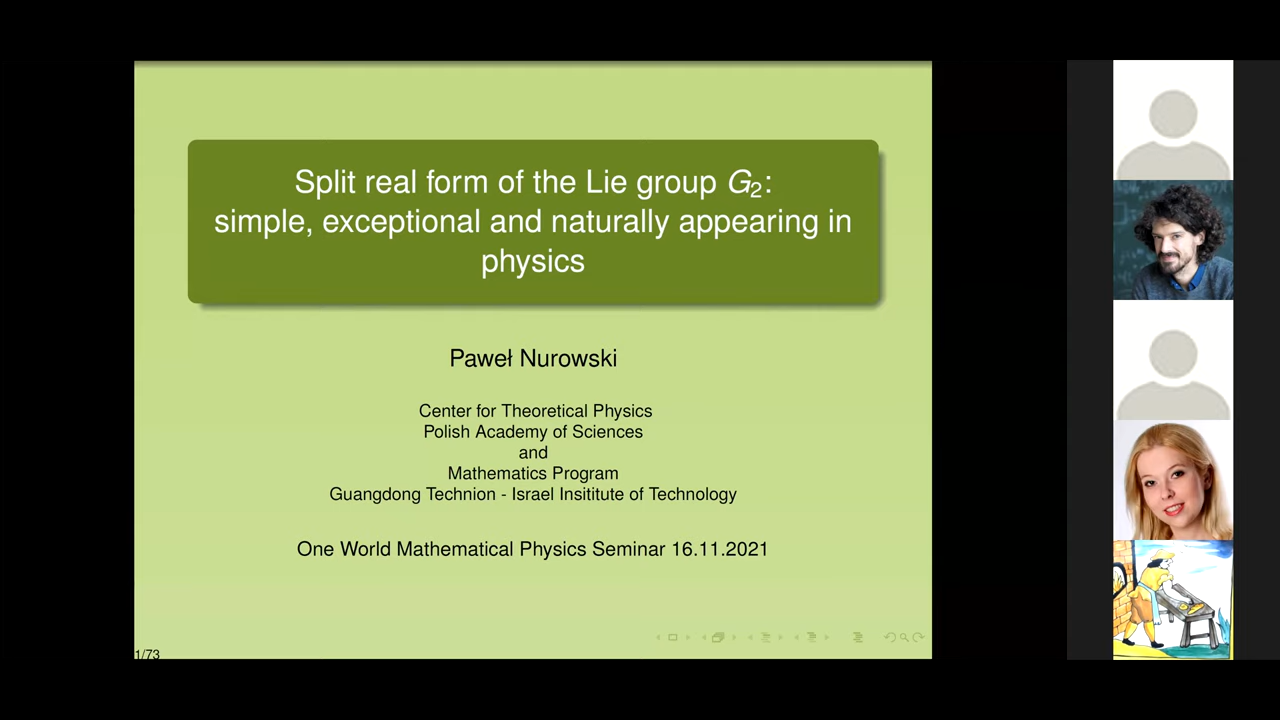 Split real form of the Lie group G₂:
simple, exceptional and naturally appearing in
physics
Paweł Nurowski
Center for Theoretical Physics
Polish Academy of Sciences
and
Mathematics Program
Guangdong Technion - Israel Insititute of Technology
One World Mathematical Physics Seminar 16.11.2021
1/73